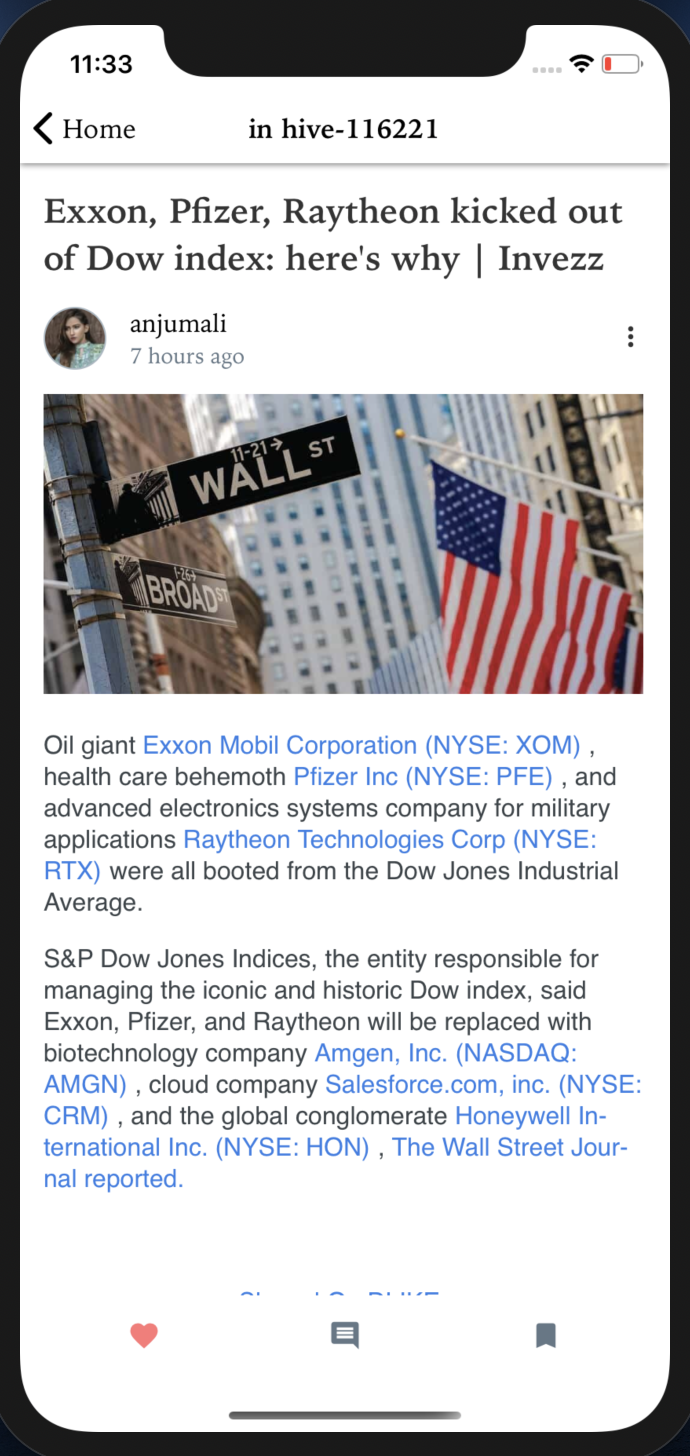 11:33
Home
in hive-116221
Exxon, Pfizer, Raytheon kicked out
of Dow index: here's why | Invezz
anjumali
7 hours ago
11-21→
WALL ST
1-26→
BROAD ST
Oil giant Exxon Mobil Corporation (NYSE: XOM) ,
health care behemoth Pfizer Inc (NYSE: PFE) , and
advanced electronics systems company for military
applications Raytheon Technologies Corp (NYSE:
RTX) were all booted from the Dow Jones Industrial
Average.
S&P Dow Jones Indices, the entity responsible for
managing the iconic and historic Dow index, said
Exxon, Pfizer, and Raytheon will be replaced with
biotechnology company Amgen, Inc. (NASDAQ:
AMGN) , cloud company Salesforce.com, inc. (NYSE:
CRM) , and the global conglomerate Honeywell In-
ternational Inc. (NYSE: HON) , The Wall Street Jour-
nal reported.